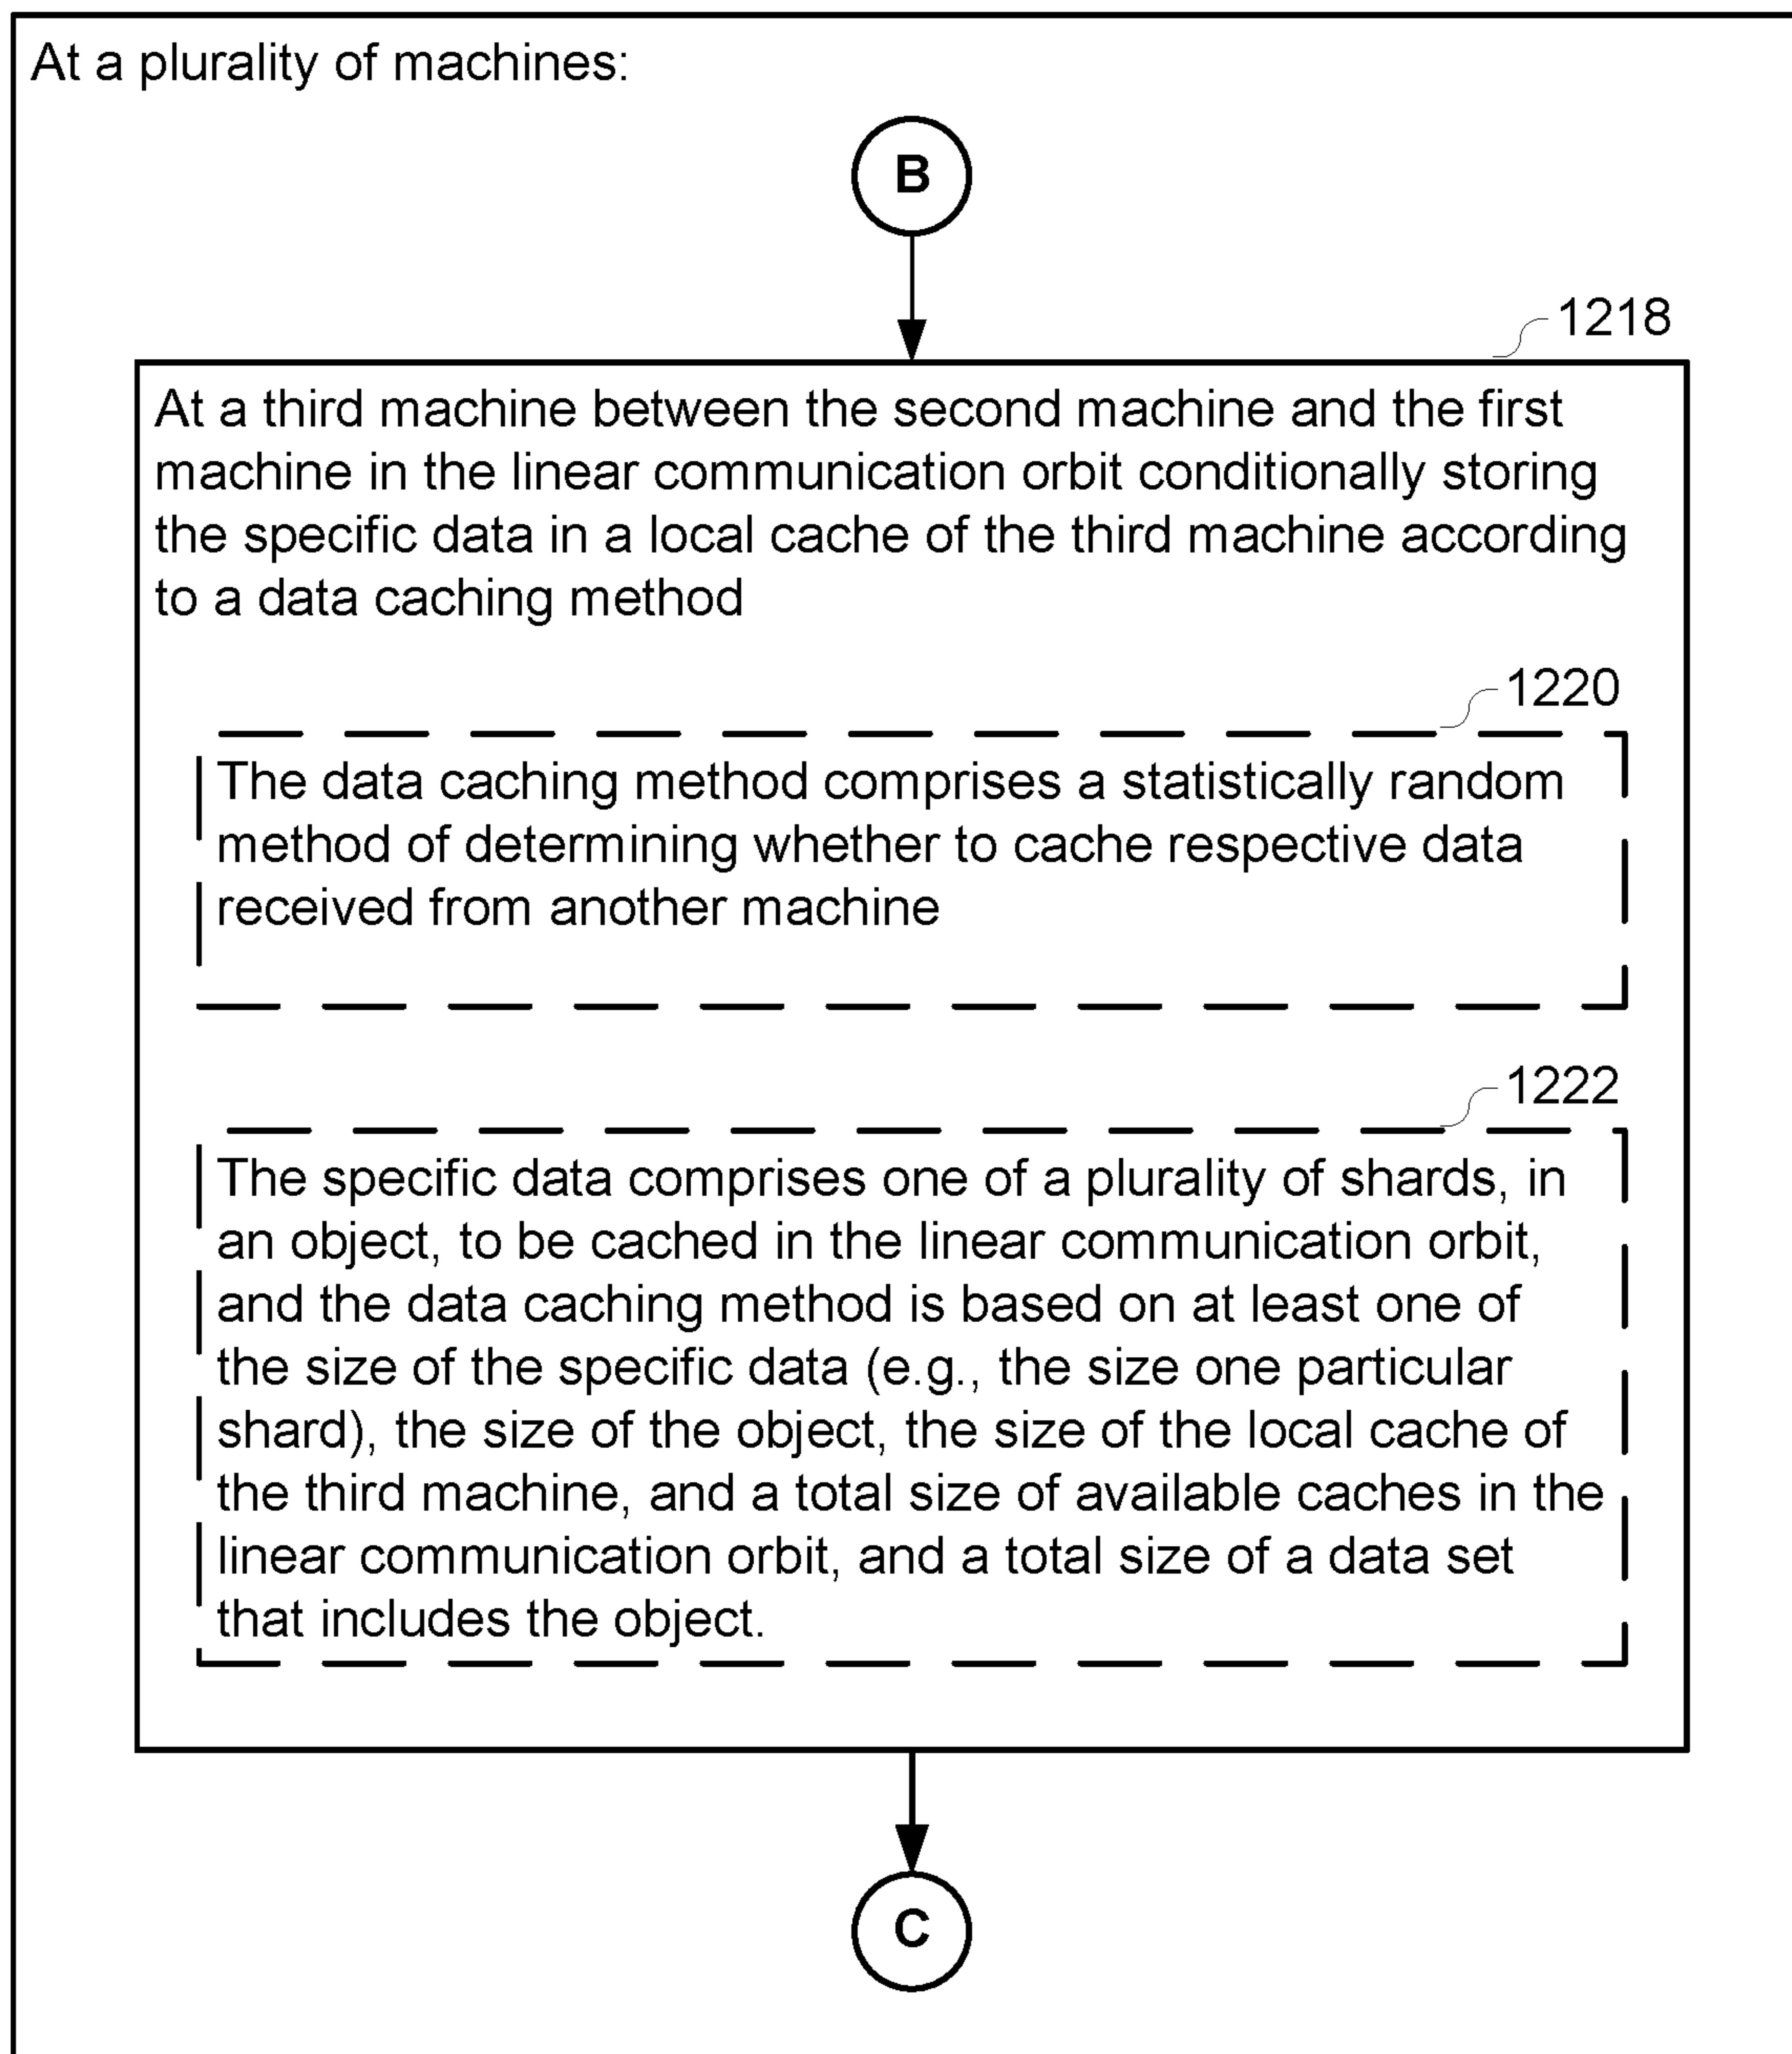 At a plurality of machines:
B
1218
At a third machine between the second machine and the first
machine in the linear communication orbit conditionally storing
the specific data in a local cache of the third machine according
to a data caching method
1220
The data caching method comprises a statistically random
method of determining whether to cache respective data
received from another machine
1222
The specific data comprises one of a plurality of shards, in
an object, to be cached in the linear communication orbit,
and the data caching method is based on at least one of
the size of the specific data (e.g., the size one particular
shard), the size of the object, the size of the local cache of
the third machine, and a total size of available caches in the
linear communication orbit, and a total size of a data set
that includes the object.
C